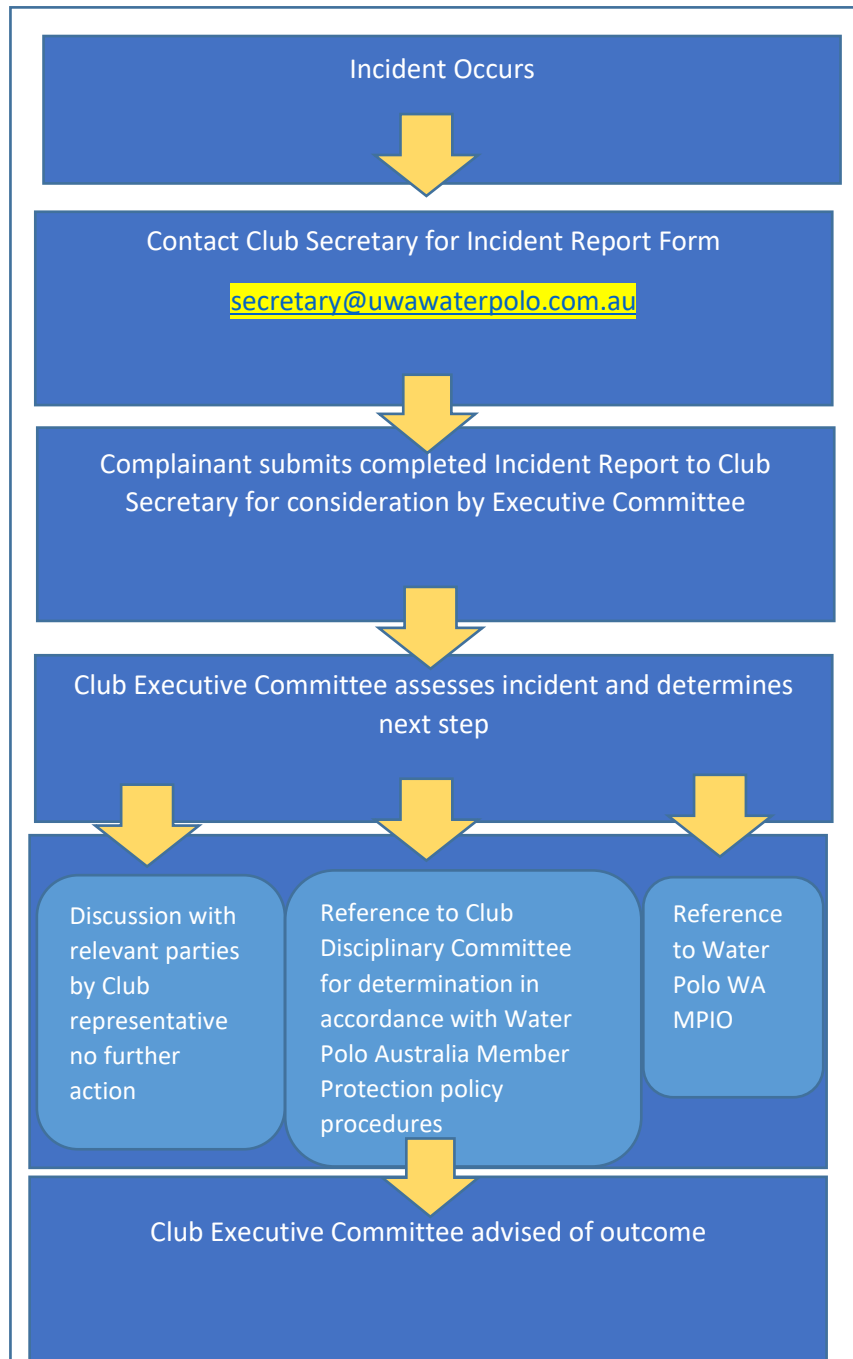 Incident Occurs
Contact Club Secretary for Incident Report Form
secretary@uwawaterpolo.com.au
Complainant submits completed Incident Report to Club
Secretary for consideration by Executive Committee
Club Executive Committee assesses incident and determines
next step
Discussion with
relevant parties
by Club
representative
no further
action
Reference to Club
Disciplinary Committee
for determination in
accordance with Water
Polo Australia Member
Protection policy
procedures
Reference
to Water
Polo WA
MPIO
Club Executive Committee advised of outcome